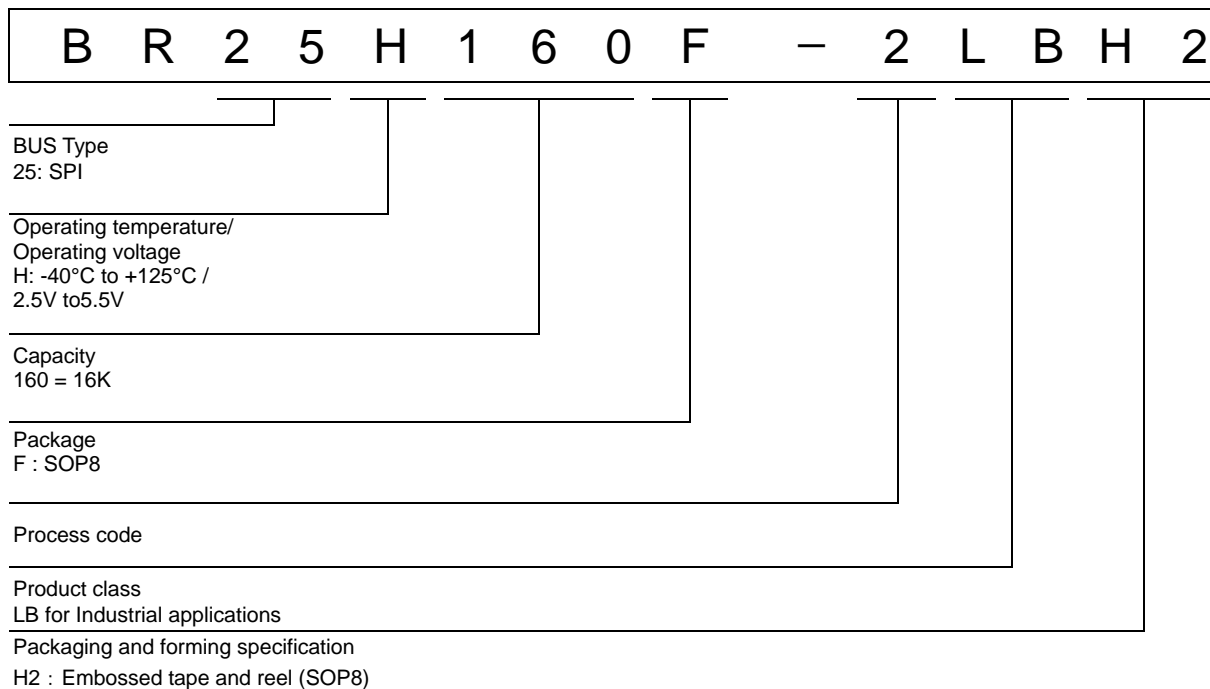 B R 2 5 H 1 6 0 F － 2 L B H 2
BUS Type
25: SPI
Operating temperature/
Operating voltage
H: -40°C to +125°C /
2.5V to5.5V
Capacity
160 = 16K
Package
F : SOP8
Process code
Product class
LB for Industrial applications
Packaging and forming specification
H2：Embossed tape and reel (SOP8)